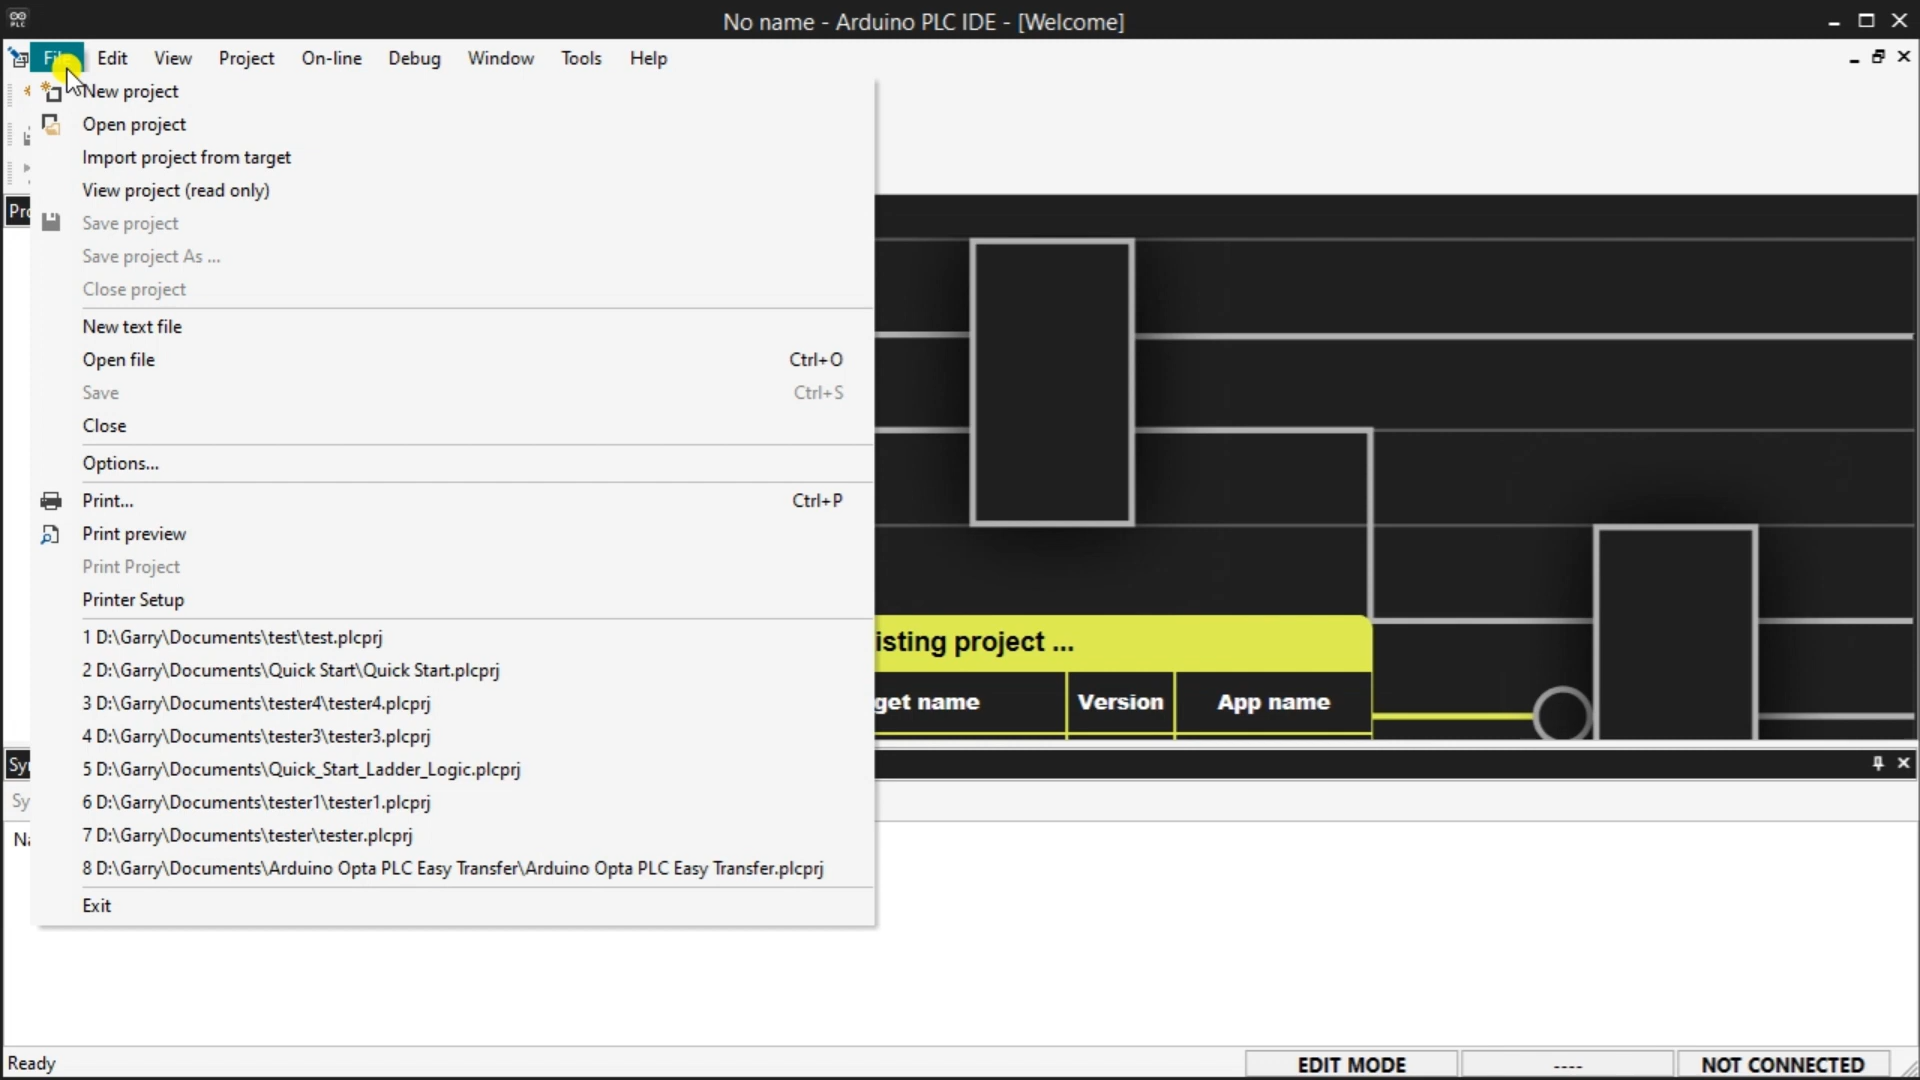 No name - Arduino PLC IDE - [Welcome]
File Edit View Project On-line Debug Window Tools Help
New project
Open project
Import project from target
View project (read only)
Save project
Save project As ...
Close project
New text file
Open file Ctrl+O
Save Ctrl+S
Close
Options...
Print... Ctrl+P
Print preview
Print Project
Printer Setup
1 D:\Garry\Documents\test\test.plcprj
2 D:\Garry\Documents\Quick Start\Quick Start.plcprj
3 D:\Garry\Documents\tester4\tester4.plcprj
4 D:\Garry\Documents\tester3\tester3.plcprj
5 D:\Garry\Documents\Quick_Start_Ladder_Logic.plcprj
6 D:\Garry\Documents\tester1\tester1.plcprj
7 D:\Garry\Documents\tester\tester.plcprj
8 D:\Garry\Documents\Arduino Opta PLC Easy Transfer\Arduino Opta PLC Easy Transfer.plcprj
Exit
isting project ...
get name Version App name
Ready EDIT MODE ---- NOT CONNECTED